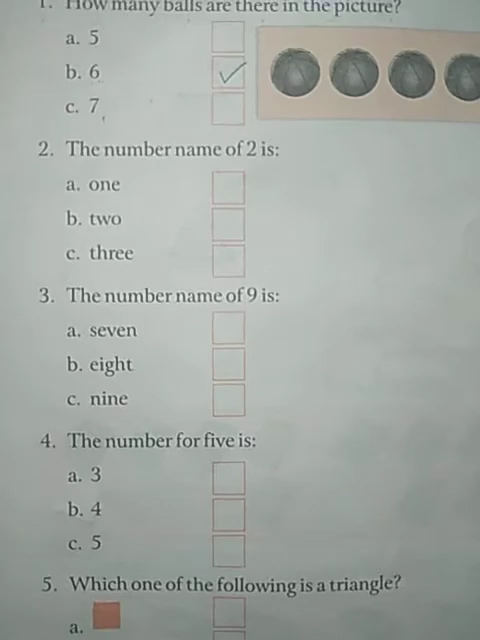 1. How many balls are there in the picture?
a. 5
b. 6
c. 7
2. The number name of 2 is:
a. one
b. two
c. three
3. The number name of 9 is:
a. seven
b. eight
c. nine
4. The number for five is:
a. 3
b. 4
c. 5
5. Which one of the following is a triangle?
a.